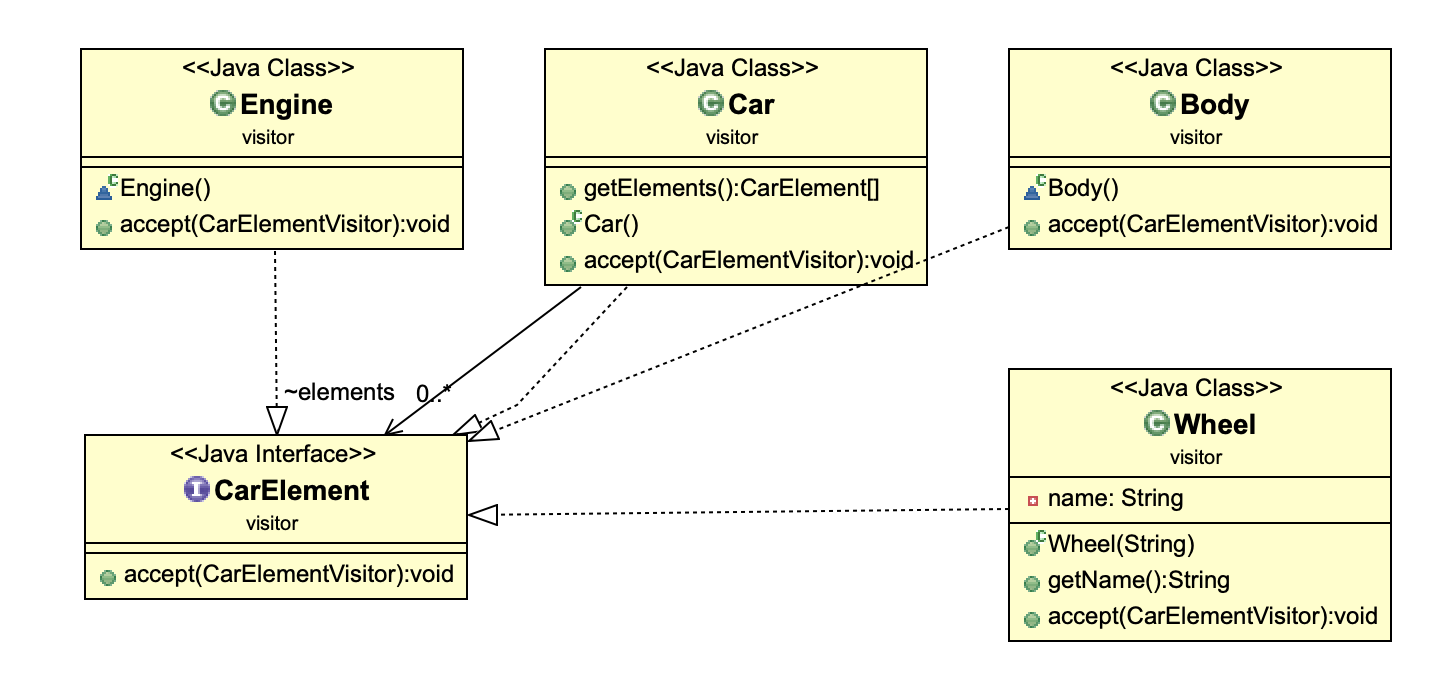 <<Java Class>>
Engine
visitor
Engine()
accept(CarElementVisitor):void
<<Java Class>>
Car
visitor
getElements():CarElement[]
Car()
accept(CarElementVisitor):void
<<Java Class>>
Body
visitor
Body()
accept(CarElementVisitor):void
~elements 0..*
<<Java Interface>>
CarElement
visitor
accept(CarElementVisitor):void
<<Java Class>>
Wheel
visitor
name: String
Wheel(String)
getName():String
accept(CarElementVisitor):void